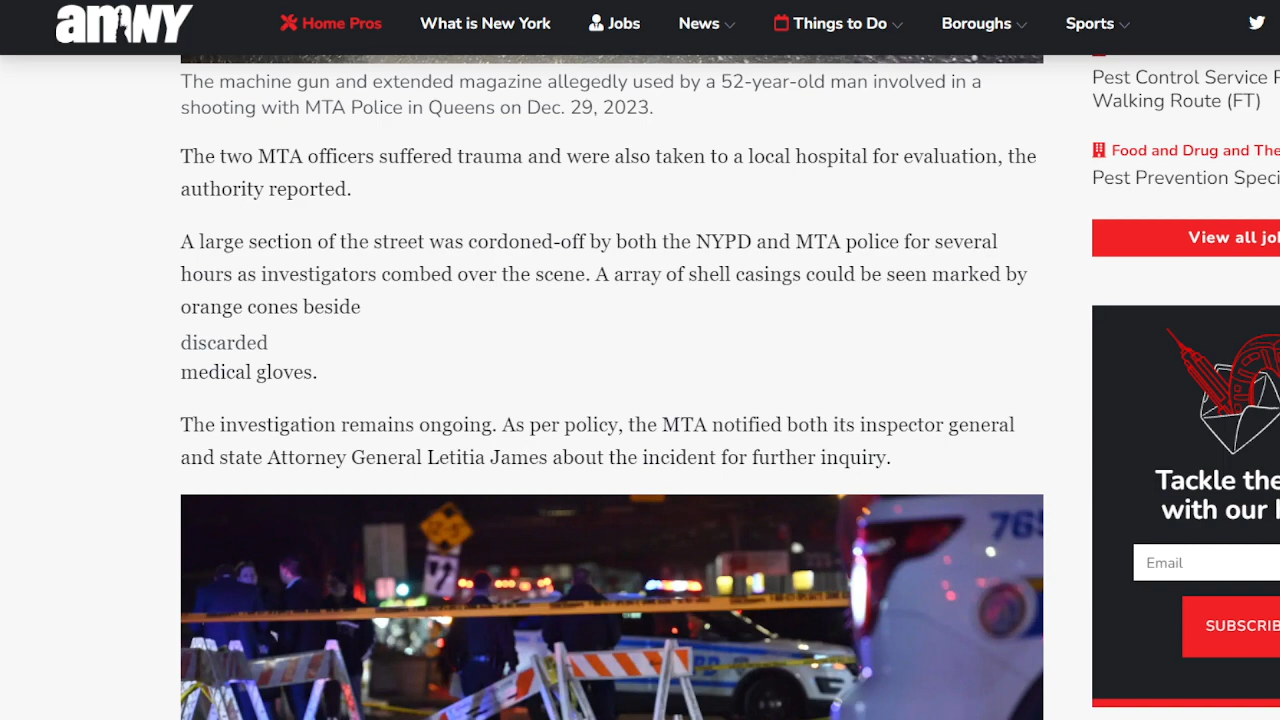 amNY
Home Pros
What is New York
Jobs
News
Things to Do
Boroughs
Sports
The machine gun and extended magazine allegedly used by a 52-year-old man involved in a
shooting with MTA Police in Queens on Dec. 29, 2023.
The two MTA officers suffered trauma and were also taken to a local hospital for evaluation, the
authority reported.
A large section of the street was cordoned-off by both the NYPD and MTA police for several
hours as investigators combed over the scene. A array of shell casings could be seen marked by
orange cones beside
discarded
medical gloves.
The investigation remains ongoing. As per policy, the MTA notified both its inspector general
and state Attorney General Letitia James about the incident for further inquiry.
Pest Control Service
Walking Route (FT)
Food and Drug and The
Pest Prevention Speci
View all jo
Tackle the
with our
Email
SUBSCRIB
765